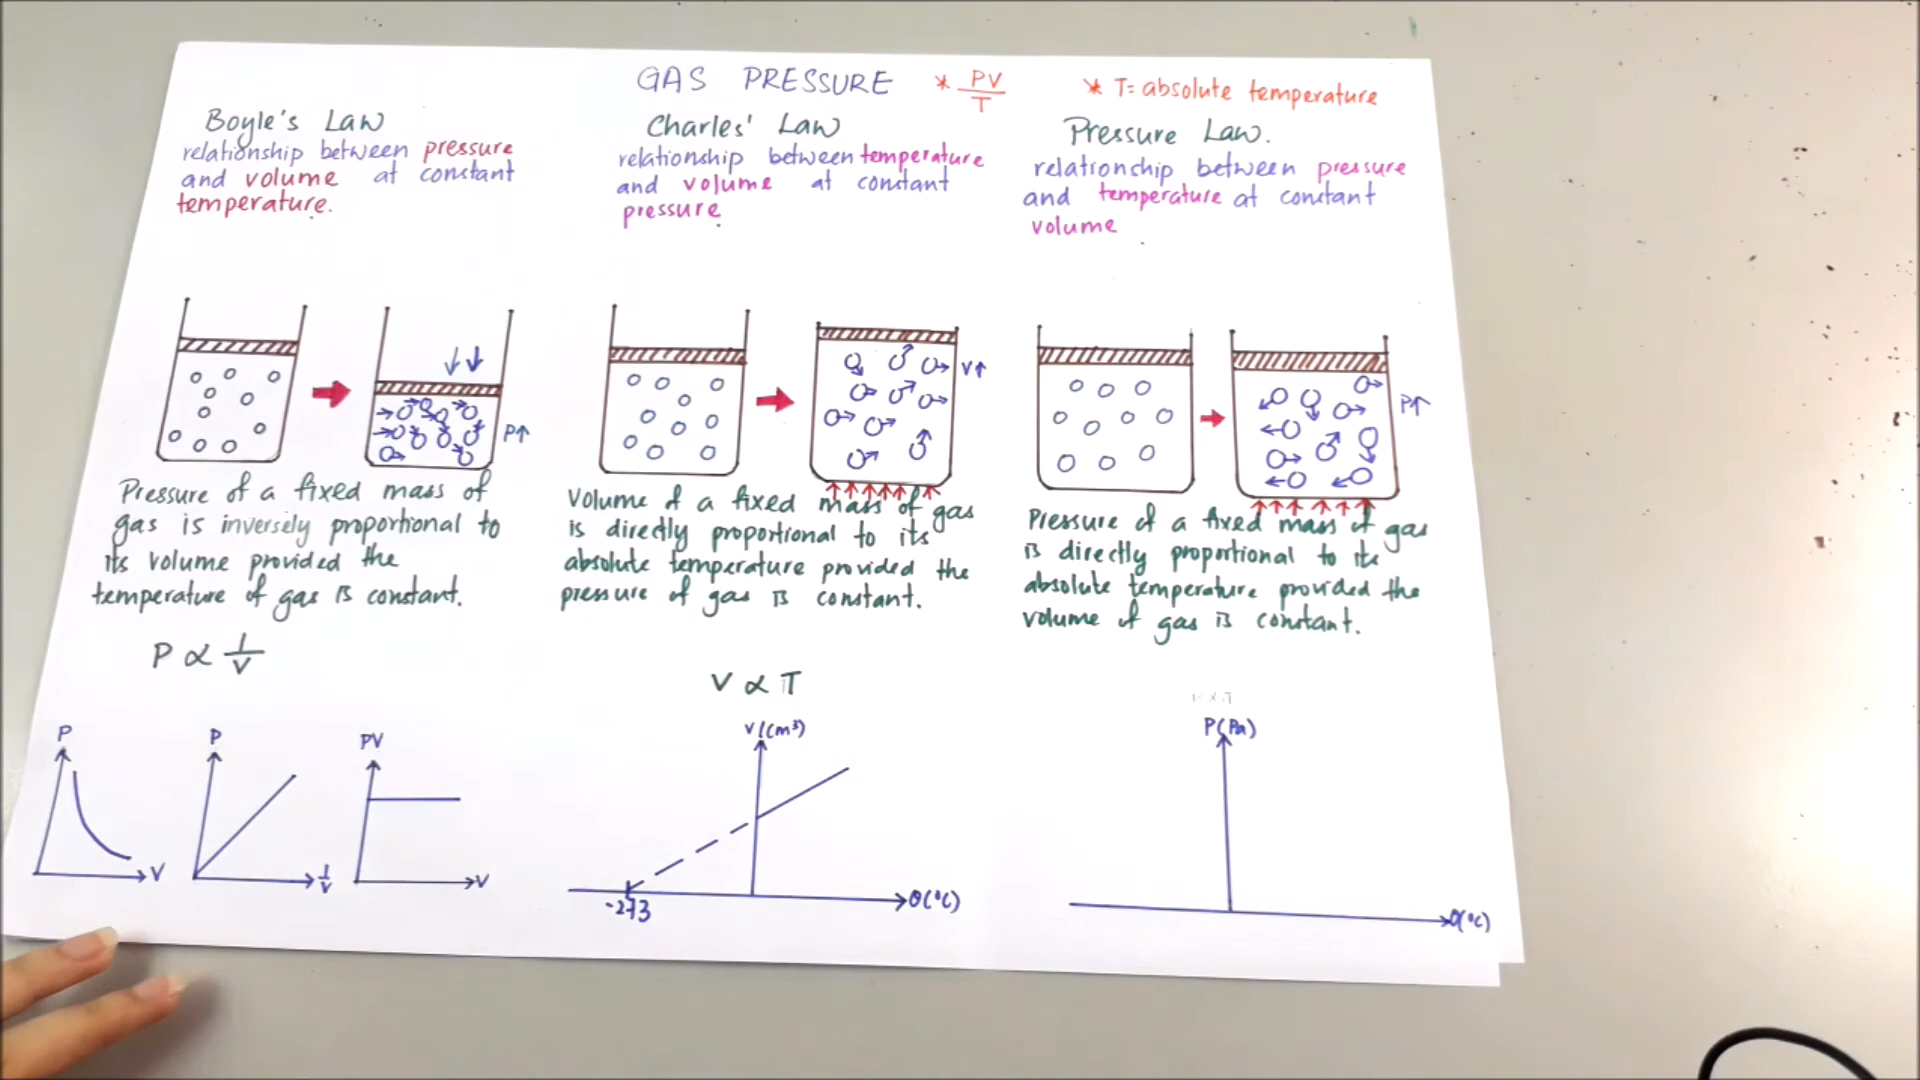 GAS PRESSURE * PV/T * T= absolute temperature
Boyle's Law
relationship between pressure
and volume at constant
temperature.
P↑
Pressure of a fixed mass of
gas is inversely proportional to
its volume provided the
temperature of gas is constant.
P ∝ 1/V
P
V
P
1/V
PV
V
Charles' Law
relationship between temperature
and volume at constant
pressure.
V↑
Volume of a fixed mass of gas
is directly proportional to its
absolute temperature provided the
pressure of gas is constant.
V ∝ T
V/(cm³)
-273
θ(°C)
Pressure Law.
relationship between pressure
and temperature at constant
volume
P↑
Pressure of a fixed mass of gas
is directly proportional to its
absolute temperature provided the
volume of gas is constant.
P ∝ T
P(Pa)
θ(°C)